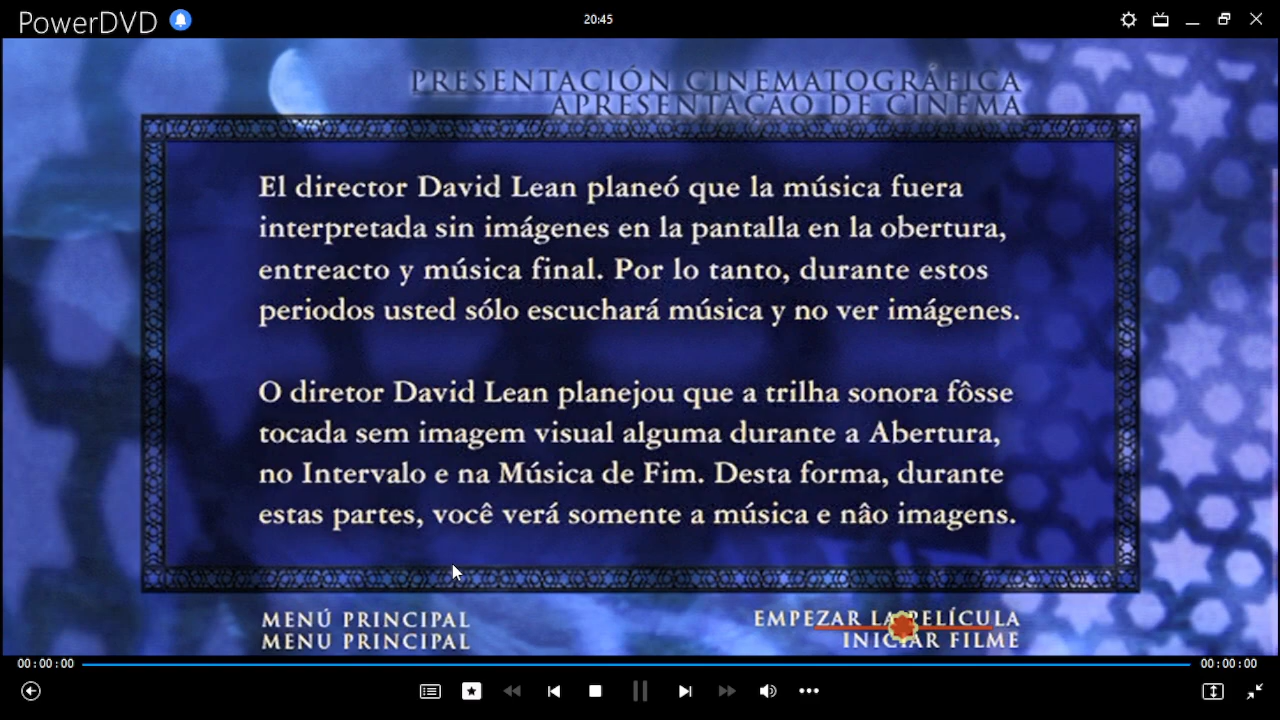 PowerDVD
20:45
PRESENTACIÓN CINEMATOGRÁFICA
APRESENTAÇAO DE CINEMA
El director David Lean planeó que la música fuera
interpretada sin imágenes en la pantalla en la obertura,
entreacto y música final. Por lo tanto, durante estos
periodos usted sólo escuchará música y no ver imágenes.
O diretor David Lean planejou que a trilha sonora fôsse
tocada sem imagem visual alguma durante a Abertura,
no Intervalo e na Música de Fim. Desta forma, durante
estas partes, você verá somente a música e nâo imagens.
MENÚ PRINCIPAL
MENU PRINCIPAL
EMPEZAR LA PELÍCULA
INICIAR FILME
00:00:00
00:00:00